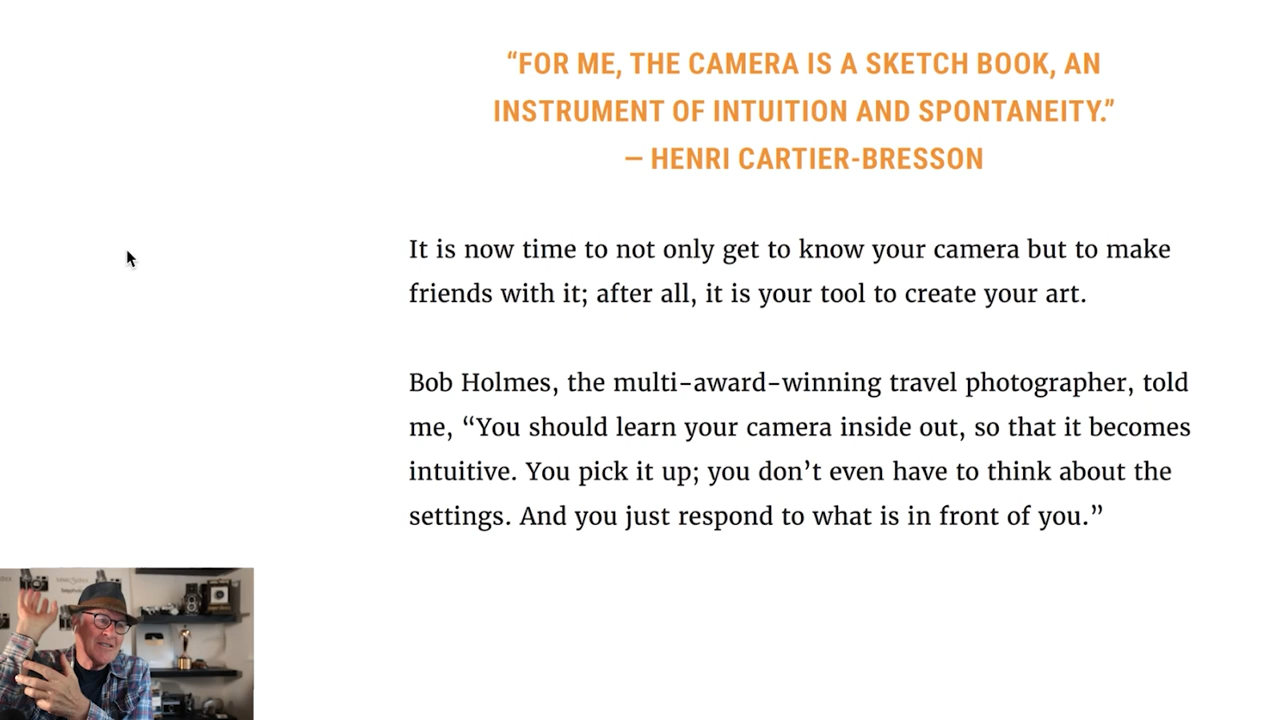 “FOR ME, THE CAMERA IS A SKETCH BOOK, AN
INSTRUMENT OF INTUITION AND SPONTANEITY.”
— HENRI CARTIER-BRESSON
It is now time to not only get to know your camera but to make
friends with it; after all, it is your tool to create your art.
Bob Holmes, the multi-award-winning travel photographer, told
me, “You should learn your camera inside out, so that it becomes
intuitive. You pick it up; you don’t even have to think about the
settings. And you just respond to what is in front of you.”